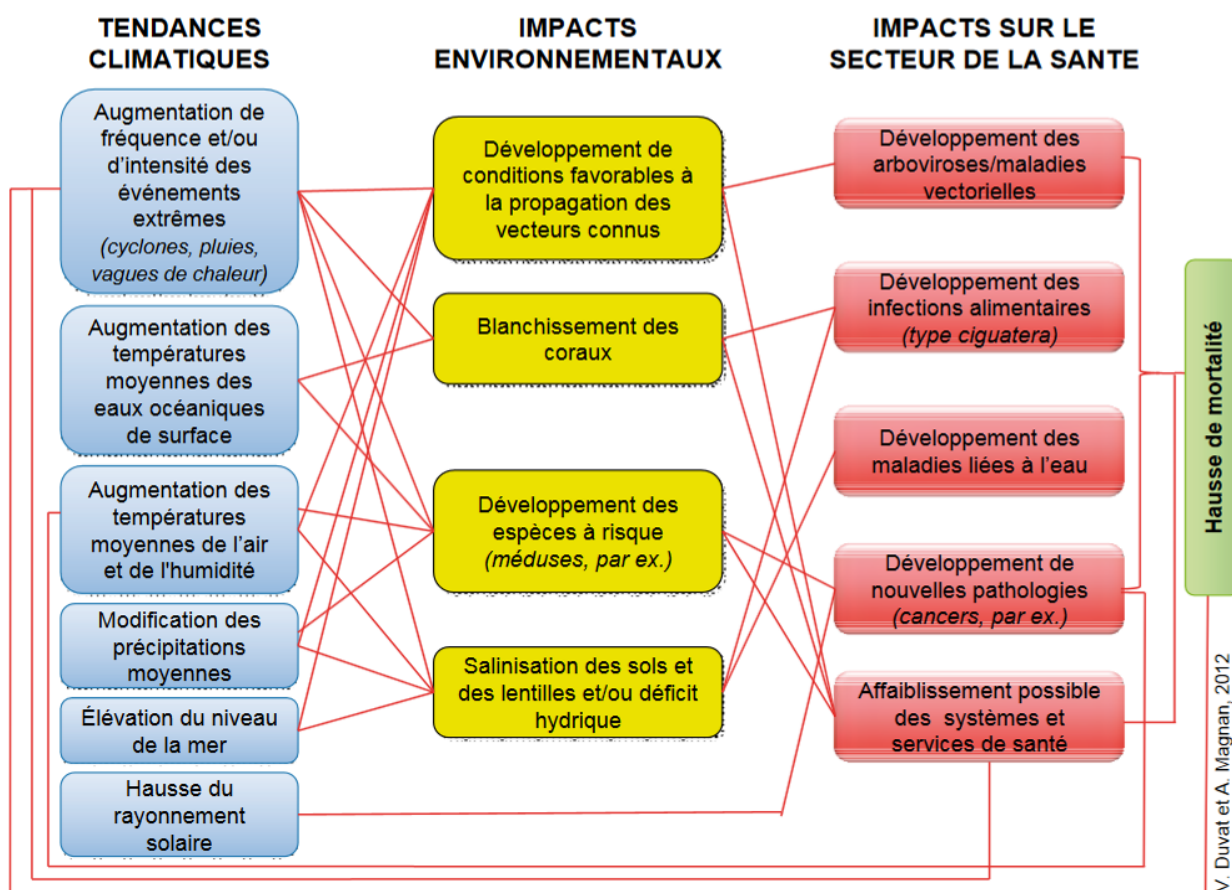 TENDANCES
CLIMATIQUES
IMPACTS
ENVIRONNEMENTAUX
IMPACTS SUR LE
SECTEUR DE LA SANTE
Augmentation de
fréquence et/ou
d'intensité des
événements
extrêmes
(cyclones, pluies,
vagues de chaleur)
Augmentation des
températures
moyennes des
eaux océaniques
de surface
Augmentation des
températures
moyennes de l'air
et de l'humidité
Modification des
précipitations
moyennes
Élévation du niveau
de la mer
Hausse du
rayonnement
solaire
Développement de
conditions favorables à
la propagation des
vecteurs connus
Blanchissement des
coraux
Développement des
espèces à risque
(méduses, par ex.)
Salinisation des sols et
des lentilles et/ou déficit
hydrique
Développement des
arboviroses/maladies
vectorielles
Développement des
infections alimentaires
(type ciguatera)
Développement des
maladies liées à l'eau
Développement de
nouvelles pathologies
(cancers, par ex.)
Affaiblissement possible
des systèmes et
services de santé
Hausse de mortalité
V. Duvat et A. Magnan, 2012